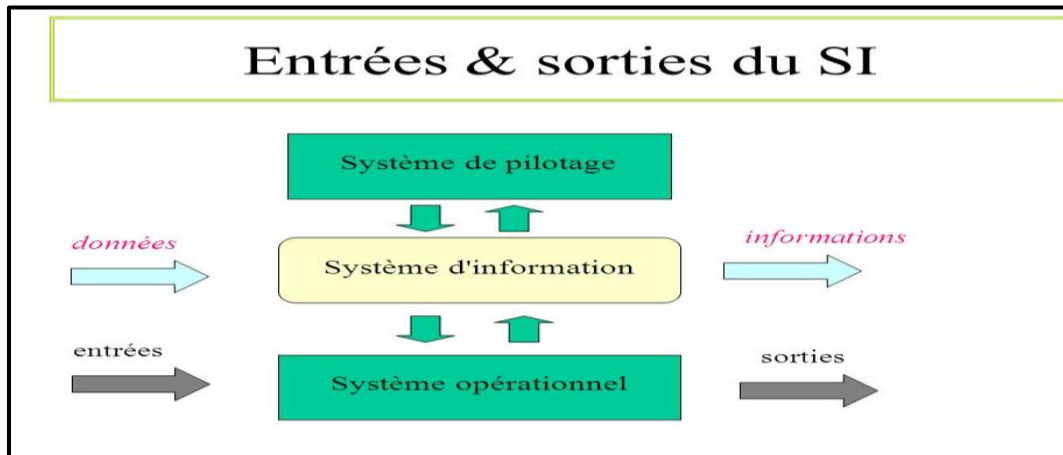 Entrées & sorties du SI
Système de pilotage
données
informations
Système d'information
entrées
sorties
Système opérationnel